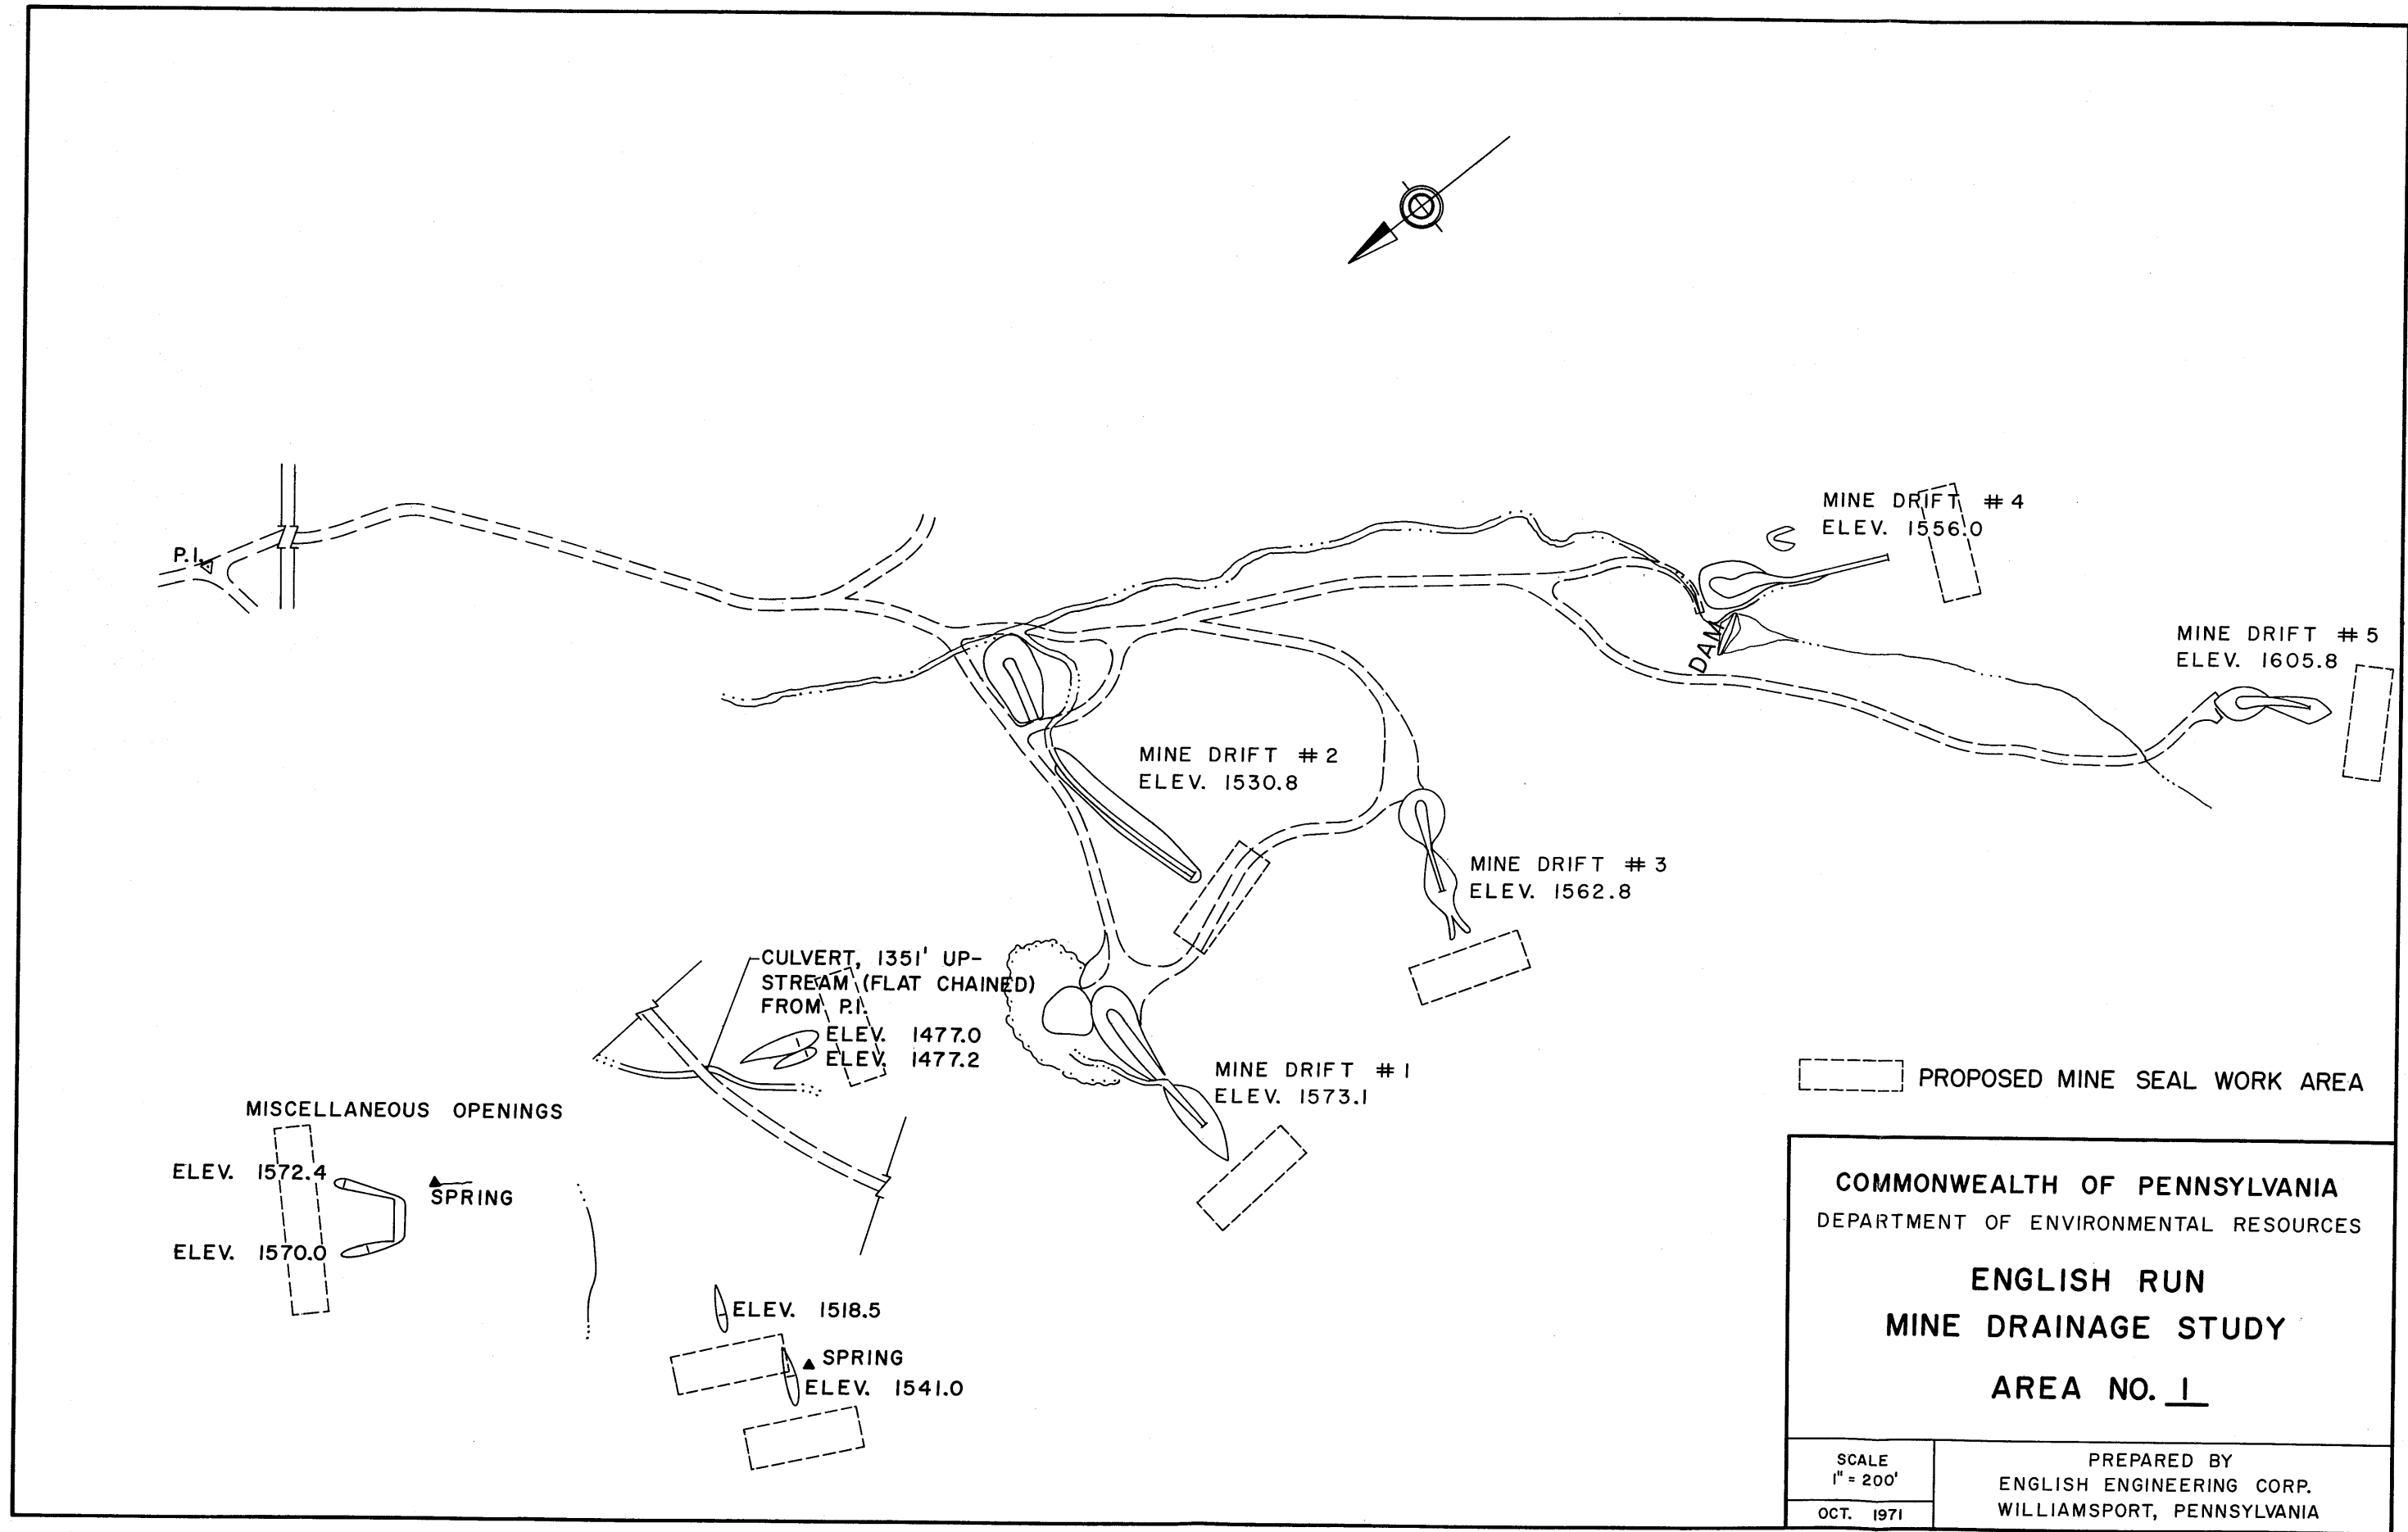 MINE DRIFT # 4
ELEV. 1556.0
P.I.
DAM
MINE DRIFT # 5
ELEV. 1605.8
MINE DRIFT # 2
ELEV. 1530.8
MINE DRIFT # 3
ELEV. 1562.8
CULVERT, 1351' UP-
STREAM (FLAT CHAINED)
FROM P.I.
ELEV. 1477.0
ELEV. 1477.2
MINE DRIFT # 1
ELEV. 1573.1
MISCELLANEOUS OPENINGS
ELEV. 1572.4
SPRING
ELEV. 1570.0
ELEV. 1518.5
SPRING
ELEV. 1541.0
PROPOSED MINE SEAL WORK AREA
COMMONWEALTH OF PENNSYLVANIA
DEPARTMENT OF ENVIRONMENTAL RESOURCES
ENGLISH RUN
MINE DRAINAGE STUDY
AREA NO. 1
SCALE
1" = 200'
OCT. 1971
PREPARED BY
ENGLISH ENGINEERING CORP.
WILLIAMSPORT, PENNSYLVANIA